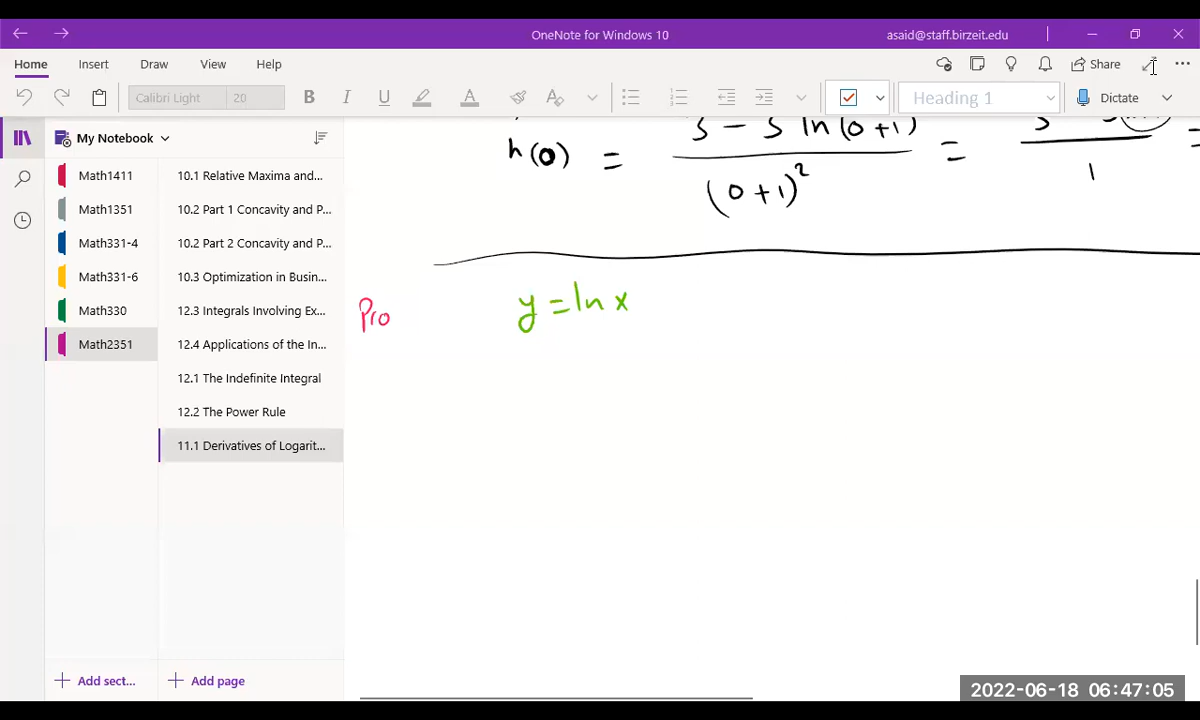 OneNote for Windows 10
asaid@staff.birzeit.edu
Home Insert Draw View Help Share
Calibri Light 20 B I U A Heading 1 Dictate
My Notebook
Math1411
Math1351
Math331-4
Math331-6
Math330
Math2351
10.1 Relative Maxima and...
10.2 Part 1 Concavity and P...
10.2 Part 2 Concavity and P...
10.3 Optimization in Busin...
12.3 Integrals Involving Ex...
12.4 Applications of the In...
12.1 The Indefinite Integral
12.2 The Power Rule
11.1 Derivatives of Logarit...
ln(0+1)
h(0) = =
(0+1)² 1
Pro y = ln x
+ Add sect... + Add page
2022-06-18 06:47:05